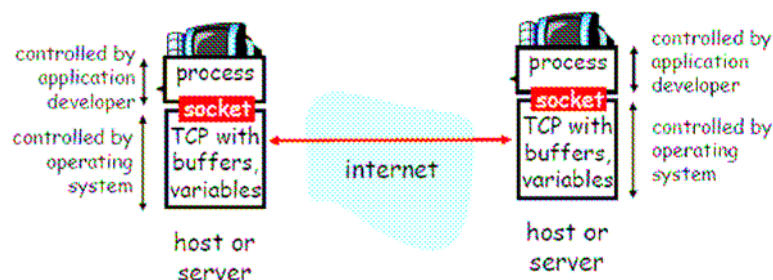 controlled by
application
developer
process
socket
controlled by
operating
system
TCP with
buffers,
variables
host or
server
internet
process
controlled by
application
developer
socket
TCP with
buffers,
variables
controlled by
operating
system
host or
server